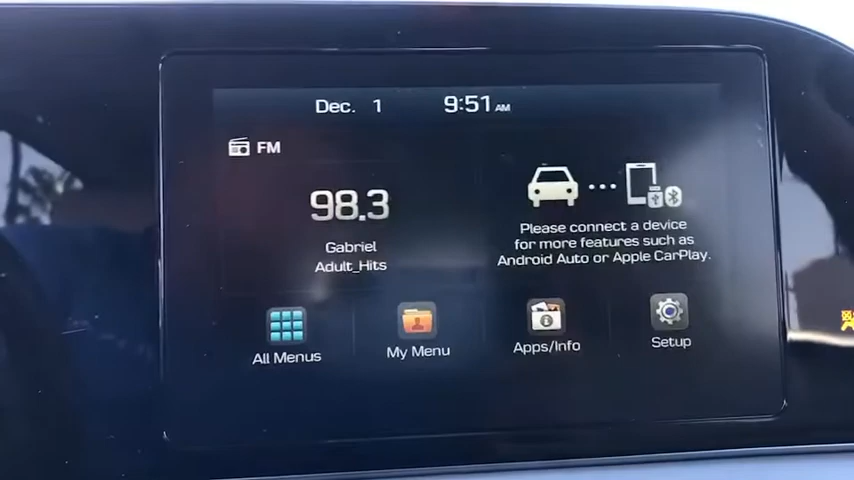 Dec. 1
9:51 AM
FM
98.3
Gabriel
Adult_Hits
Please connect a device
for more features such as
Android Auto or Apple CarPlay.
All Menus
My Menu
Apps/Info
Setup